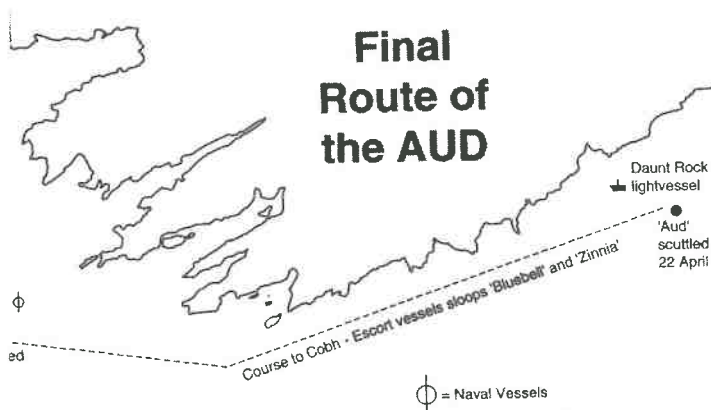 Final
Route of
the AUD
Daunt Rock
lightvessel
'Aud'
scuttled
22 April
Course to Cobh - Escort vessels sloops 'Bluebell' and 'Zinnia'
ed
= Naval Vessels